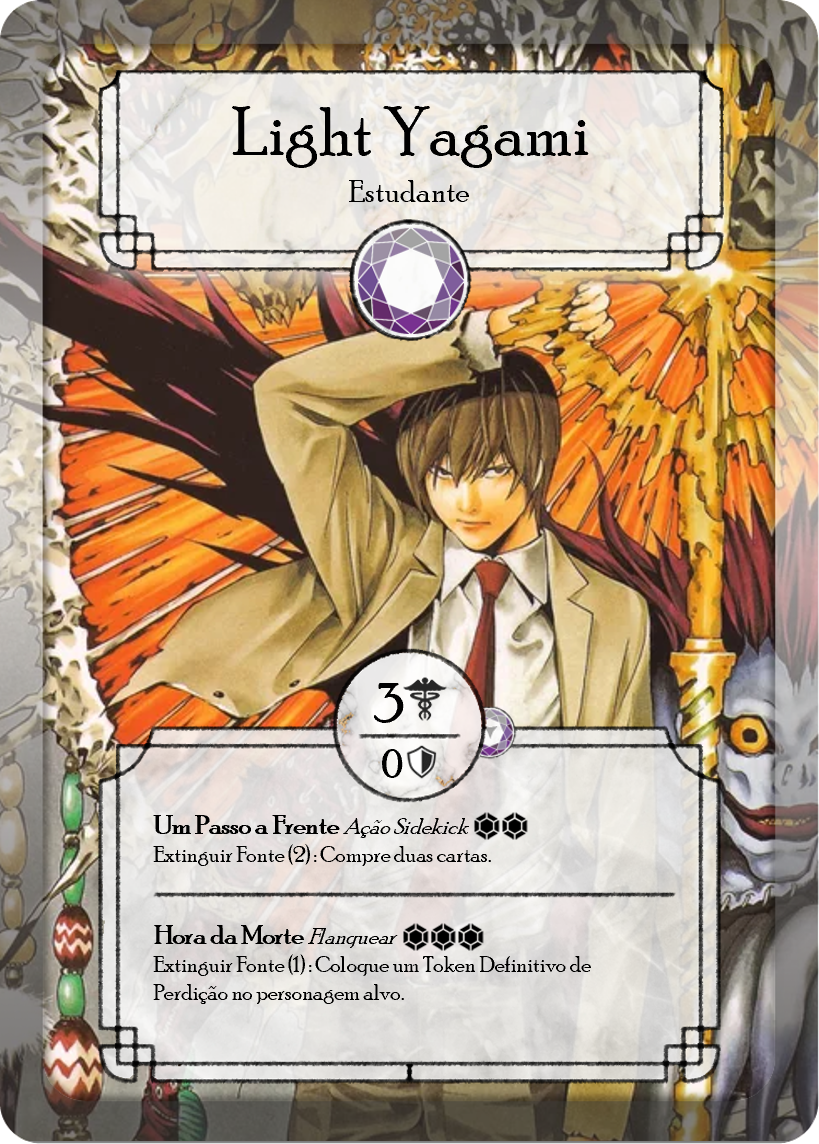 Light Yagami
Estudante
3
0
Um Passo a Frente Ação Sidekick
Extinguir Fonte (2): Compre duas cartas.
Hora da Morte Flanquear
Extinguir Fonte (1): Coloque um Token Definitivo de
Perdição no personagem alvo.